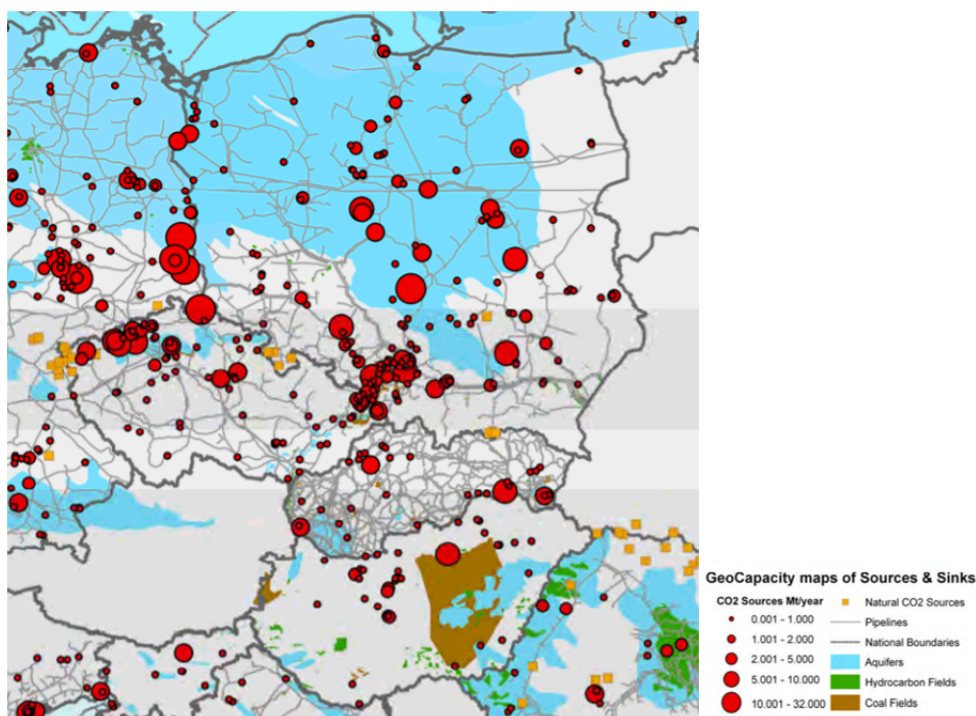 GeoCapacity maps of Sources & Sinks
CO2 Sources Mt/year
0.001 - 1.000
1.001 - 2.000
2.001 - 5.000
5.001 - 10.000
10.001 - 32.000
Natural CO2 Sources
Pipelines
National Boundaries
Aquifers
Hydrocarbon Fields
Coal Fields